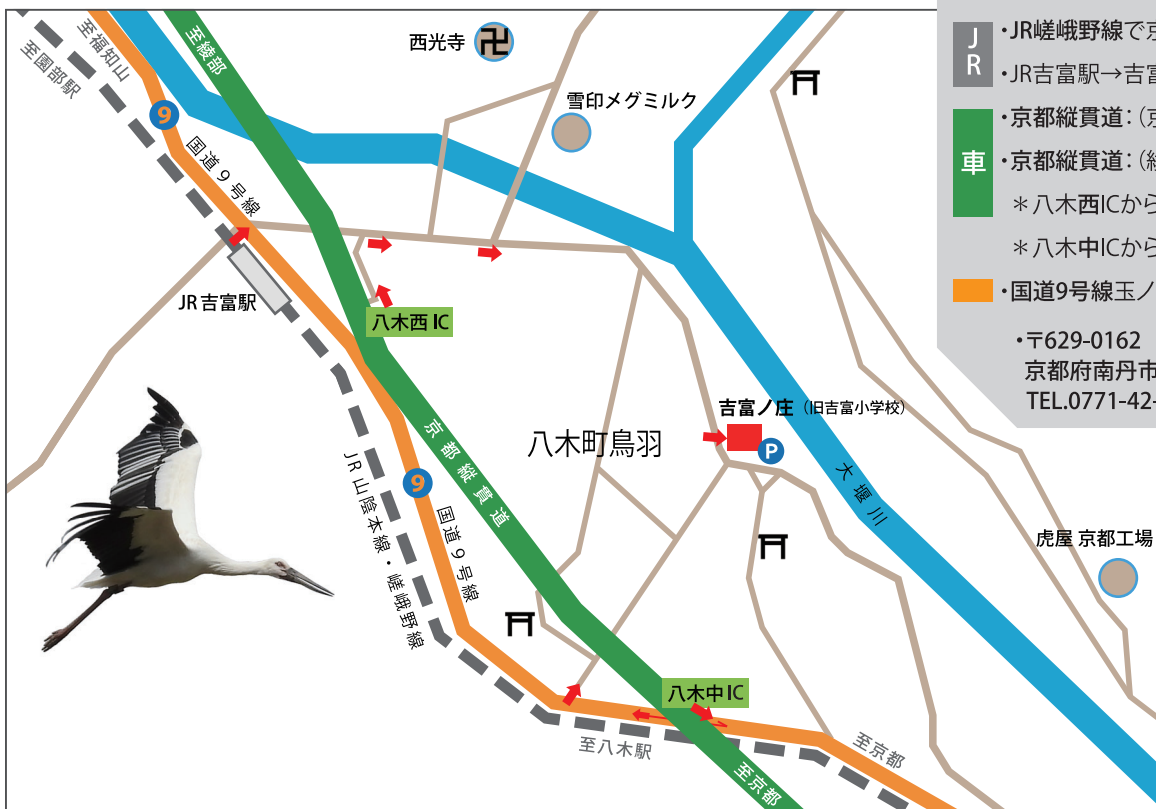 至福知山
至園部駅
至綾部
西光寺
雪印メグミルク
9
国道9号線
JR吉富駅
八木西IC
吉富ノ庄（旧吉富小学校）
P
八木町鳥羽
京都縦貫道
9
国道9号線
JR山陰本線・嵯峨野線
大堰川
虎屋 京都工場
八木中IC
至八木駅
至京都
至京都
JR
・JR嵯峨野線で
・JR吉富駅→吉
車
・京都縦貫道：（
・京都縦貫道：（
＊八木西ICから
＊八木中ICから
・国道9号線玉ノ
・〒629-0162
京都府南丹市
TEL.0771-42-